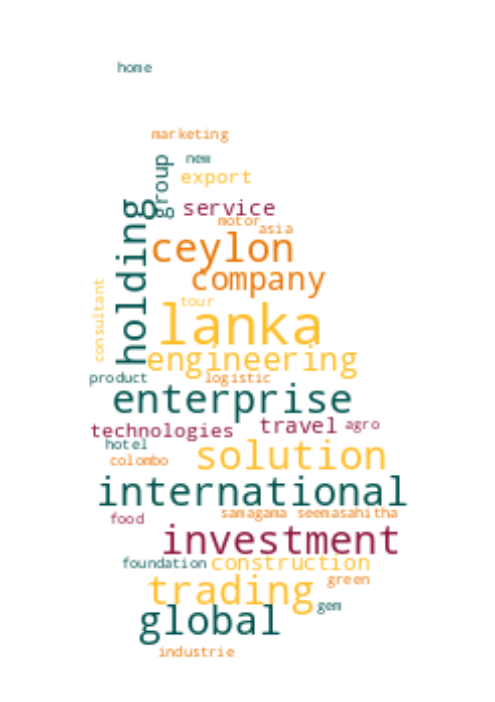 home
marketing
new
group
export
service
motor
asia
holding
ceylon
company
consultant
tour
lanka
engineering
product
logistic
enterprise
technologies
travel
agro
hotel
solution
colombo
international
food
samagama
seemasahitha
investment
foundation
construction
green
trading
gem
global
industrie